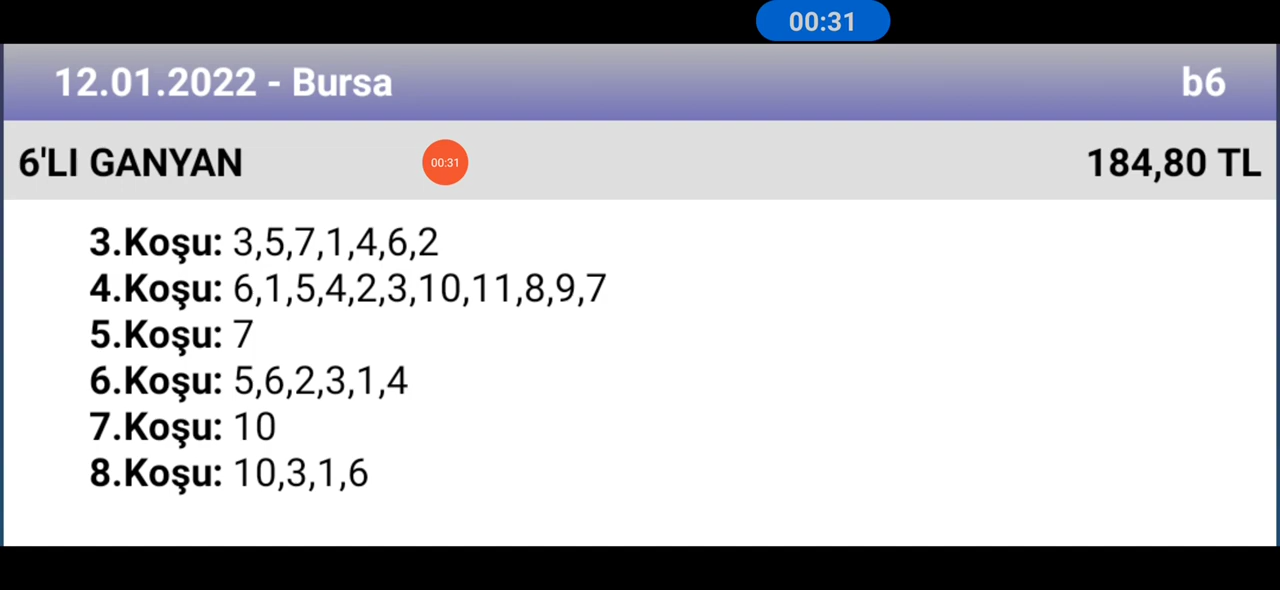 00:31
12.01.2022 - Bursa b6
6'LI GANYAN 00:31 184,80 TL
3.Koşu: 3,5,7,1,4,6,2
4.Koşu: 6,1,5,4,2,3,10,11,8,9,7
5.Koşu: 7
6.Koşu: 5,6,2,3,1,4
7.Koşu: 10
8.Koşu: 10,3,1,6